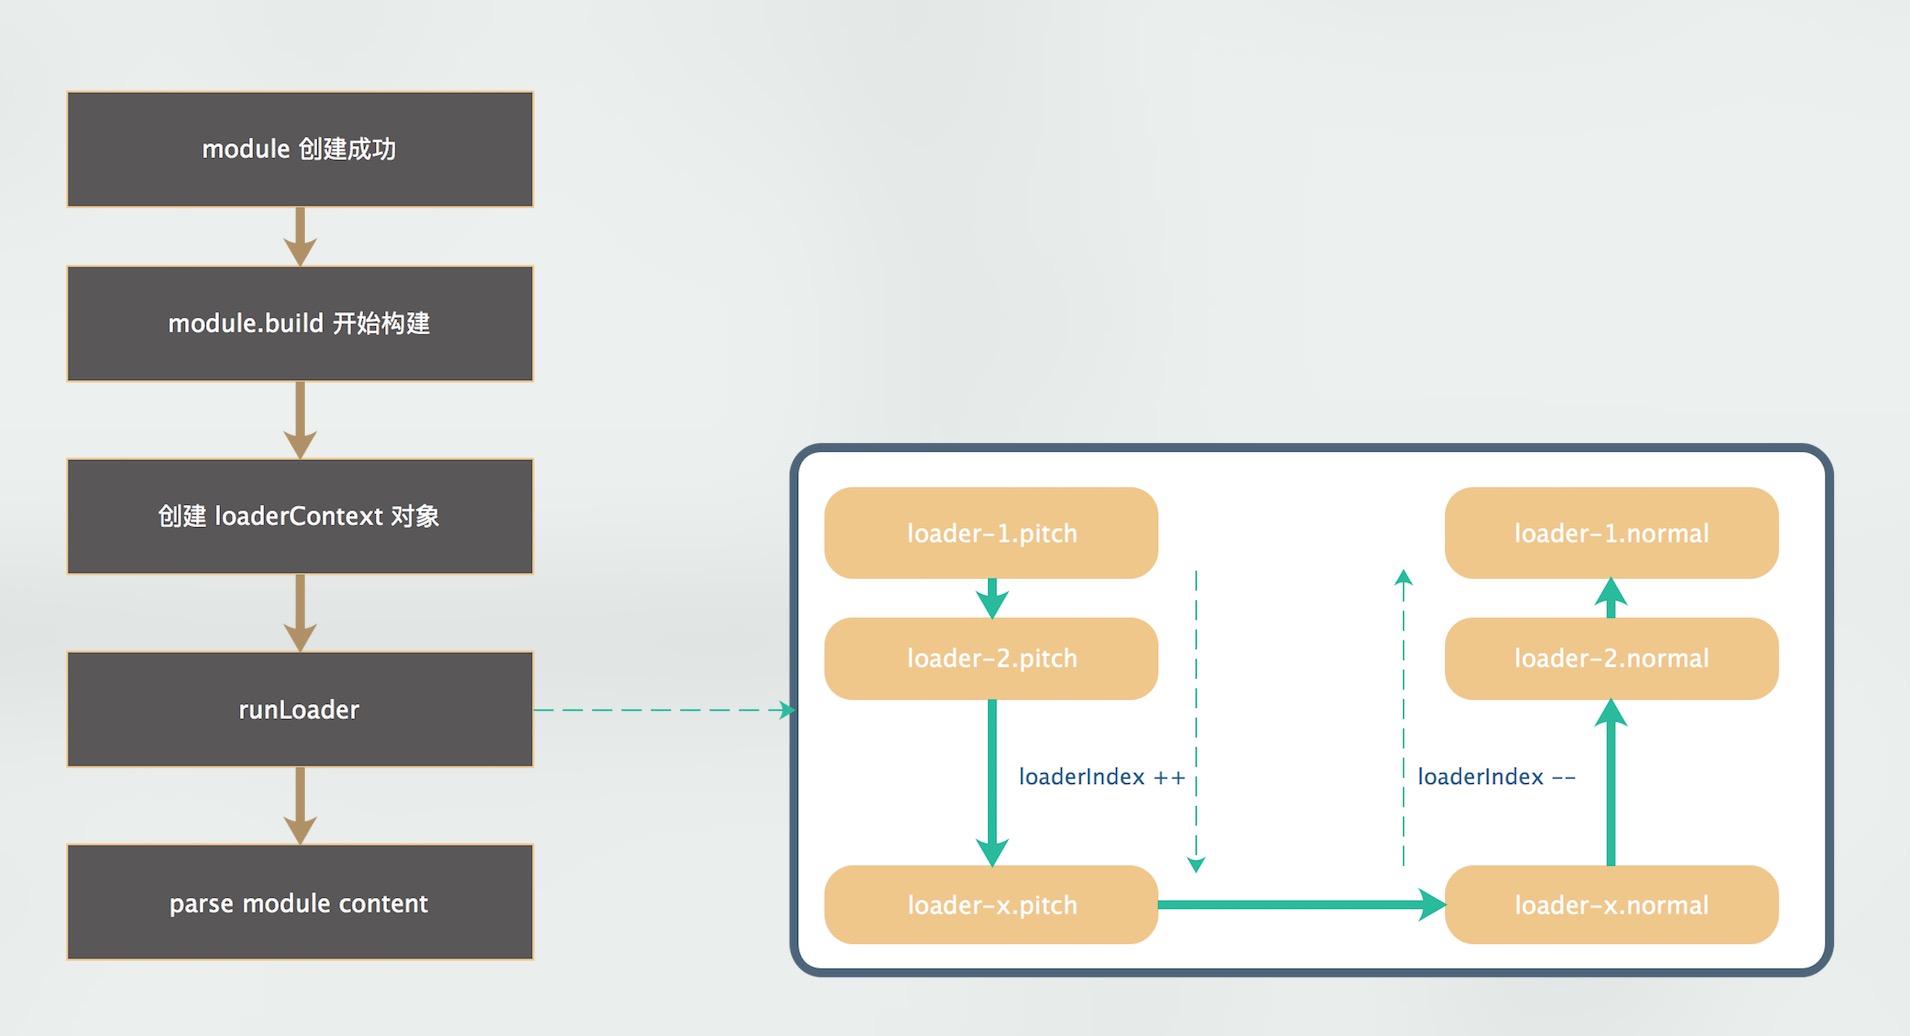 module 创建成功
module.build 开始构建
创建 loaderContext 对象
runLoader
parse module content
loader-1.pitch
loader-1.normal
loader-2.pitch
loader-2.normal
loaderIndex ++
loaderIndex --
loader-x.pitch
loader-x.normal